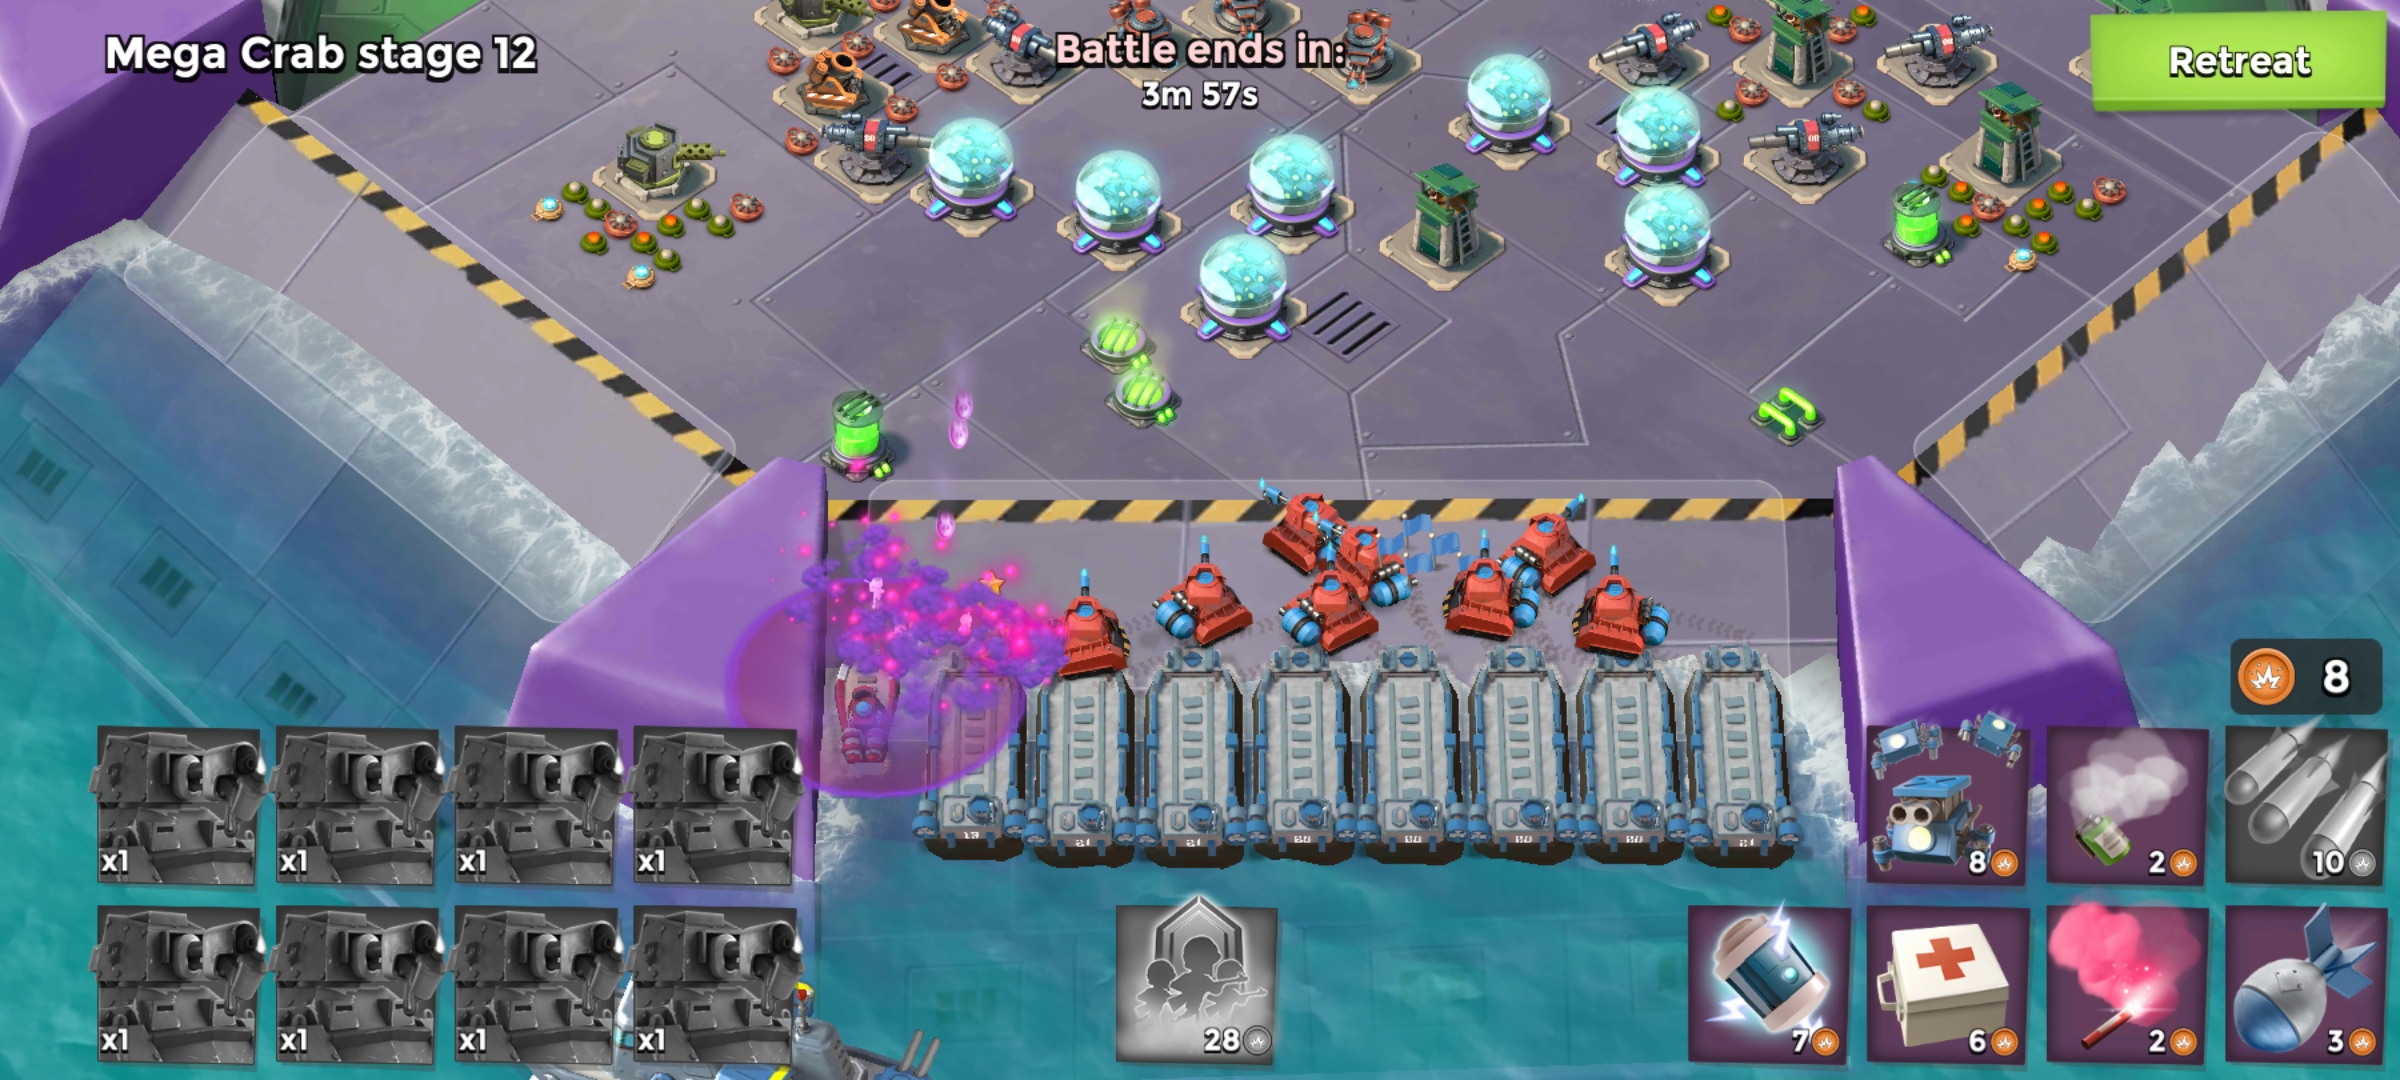 Mega Crab stage 12
Battle ends in:
3m 57s
Retreat
8
8
2
10
x1
x1
x1
x1
x1
x1
x1
x1
28
7
6
2
3